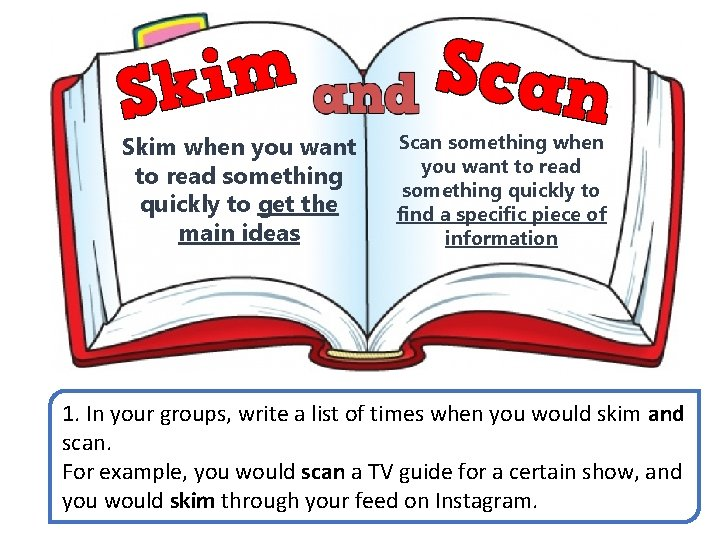 Skim and Scan
Skim when you want
to read something
quickly to get the
main ideas
Scan something when
you want to read
something quickly to
find a specific piece of
information
1. In your groups, write a list of times when you would skim and
scan.
For example, you would scan a TV guide for a certain show, and
you would skim through your feed on Instagram.